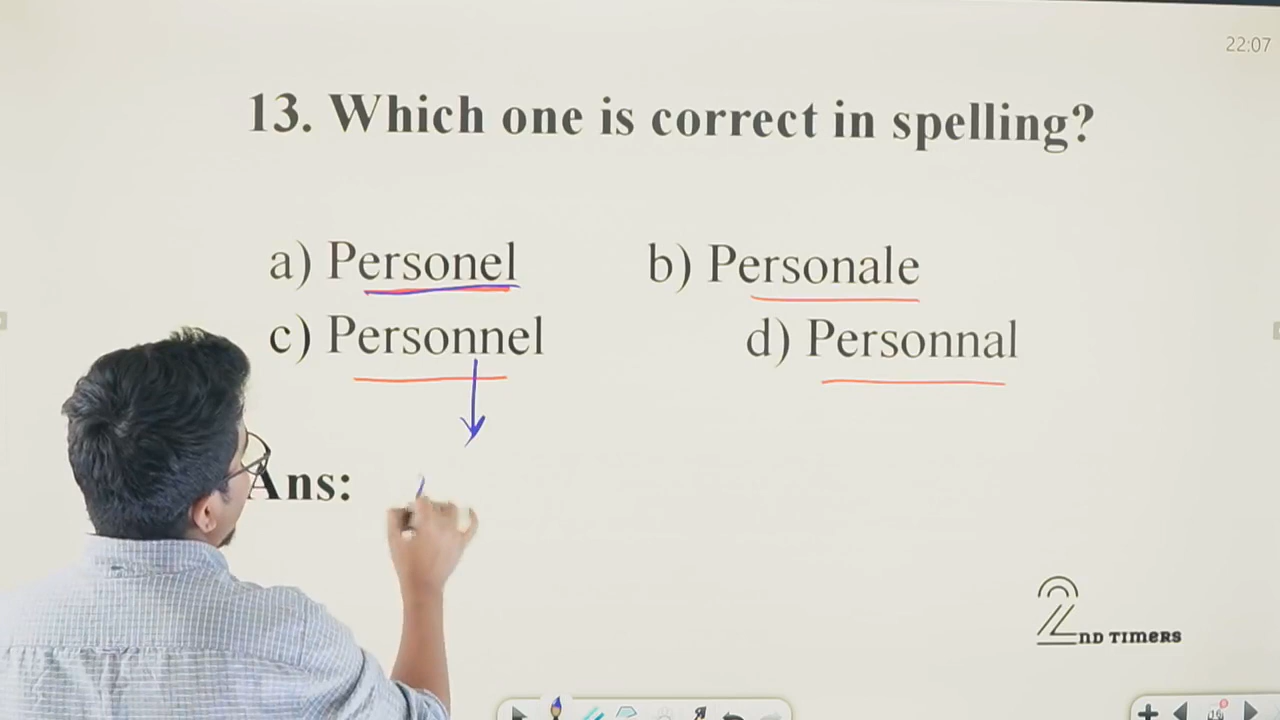 22:07
13. Which one is correct in spelling?
a) Personel b) Personale
c) Personnel d) Personnal
Ans:
2ND TIMERS